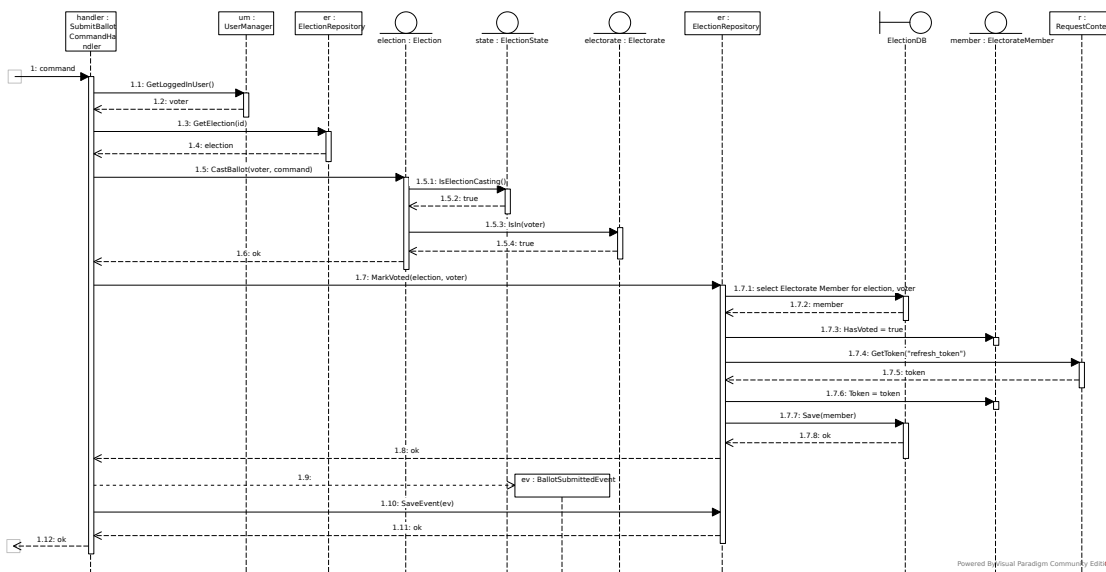 handler :
SubmitBallot
CommandHa
ndler
um :
UserManager
er :
ElectionRepository
election : Election
state : ElectionState
electorate : Electorate
er :
ElectionRepository
ElectionDB
member : ElectorateMember
r :
RequestConte
1: command
1.1: GetLoggedInUser()
1.2: voter
1.3: GetElection(id)
1.4: election
1.5: CastBallot(voter, command)
1.5.1: IsElectionCasting()
1.5.2: true
1.5.3: IsIn(voter)
1.5.4: true
1.6: ok
1.7: MarkVoted(election, voter)
1.7.1: select Electorate Member for election, voter
1.7.2: member
1.7.3: HasVoted = true
1.7.4: GetToken("refresh_token")
1.7.5: token
1.7.6: Token = token
1.7.7: Save(member)
1.7.8: ok
1.8: ok
1.9:
ev : BallotSubmittedEvent
1.10: SaveEvent(ev)
1.11: ok
1.12: ok
Powered By Visual Paradigm Community Editi